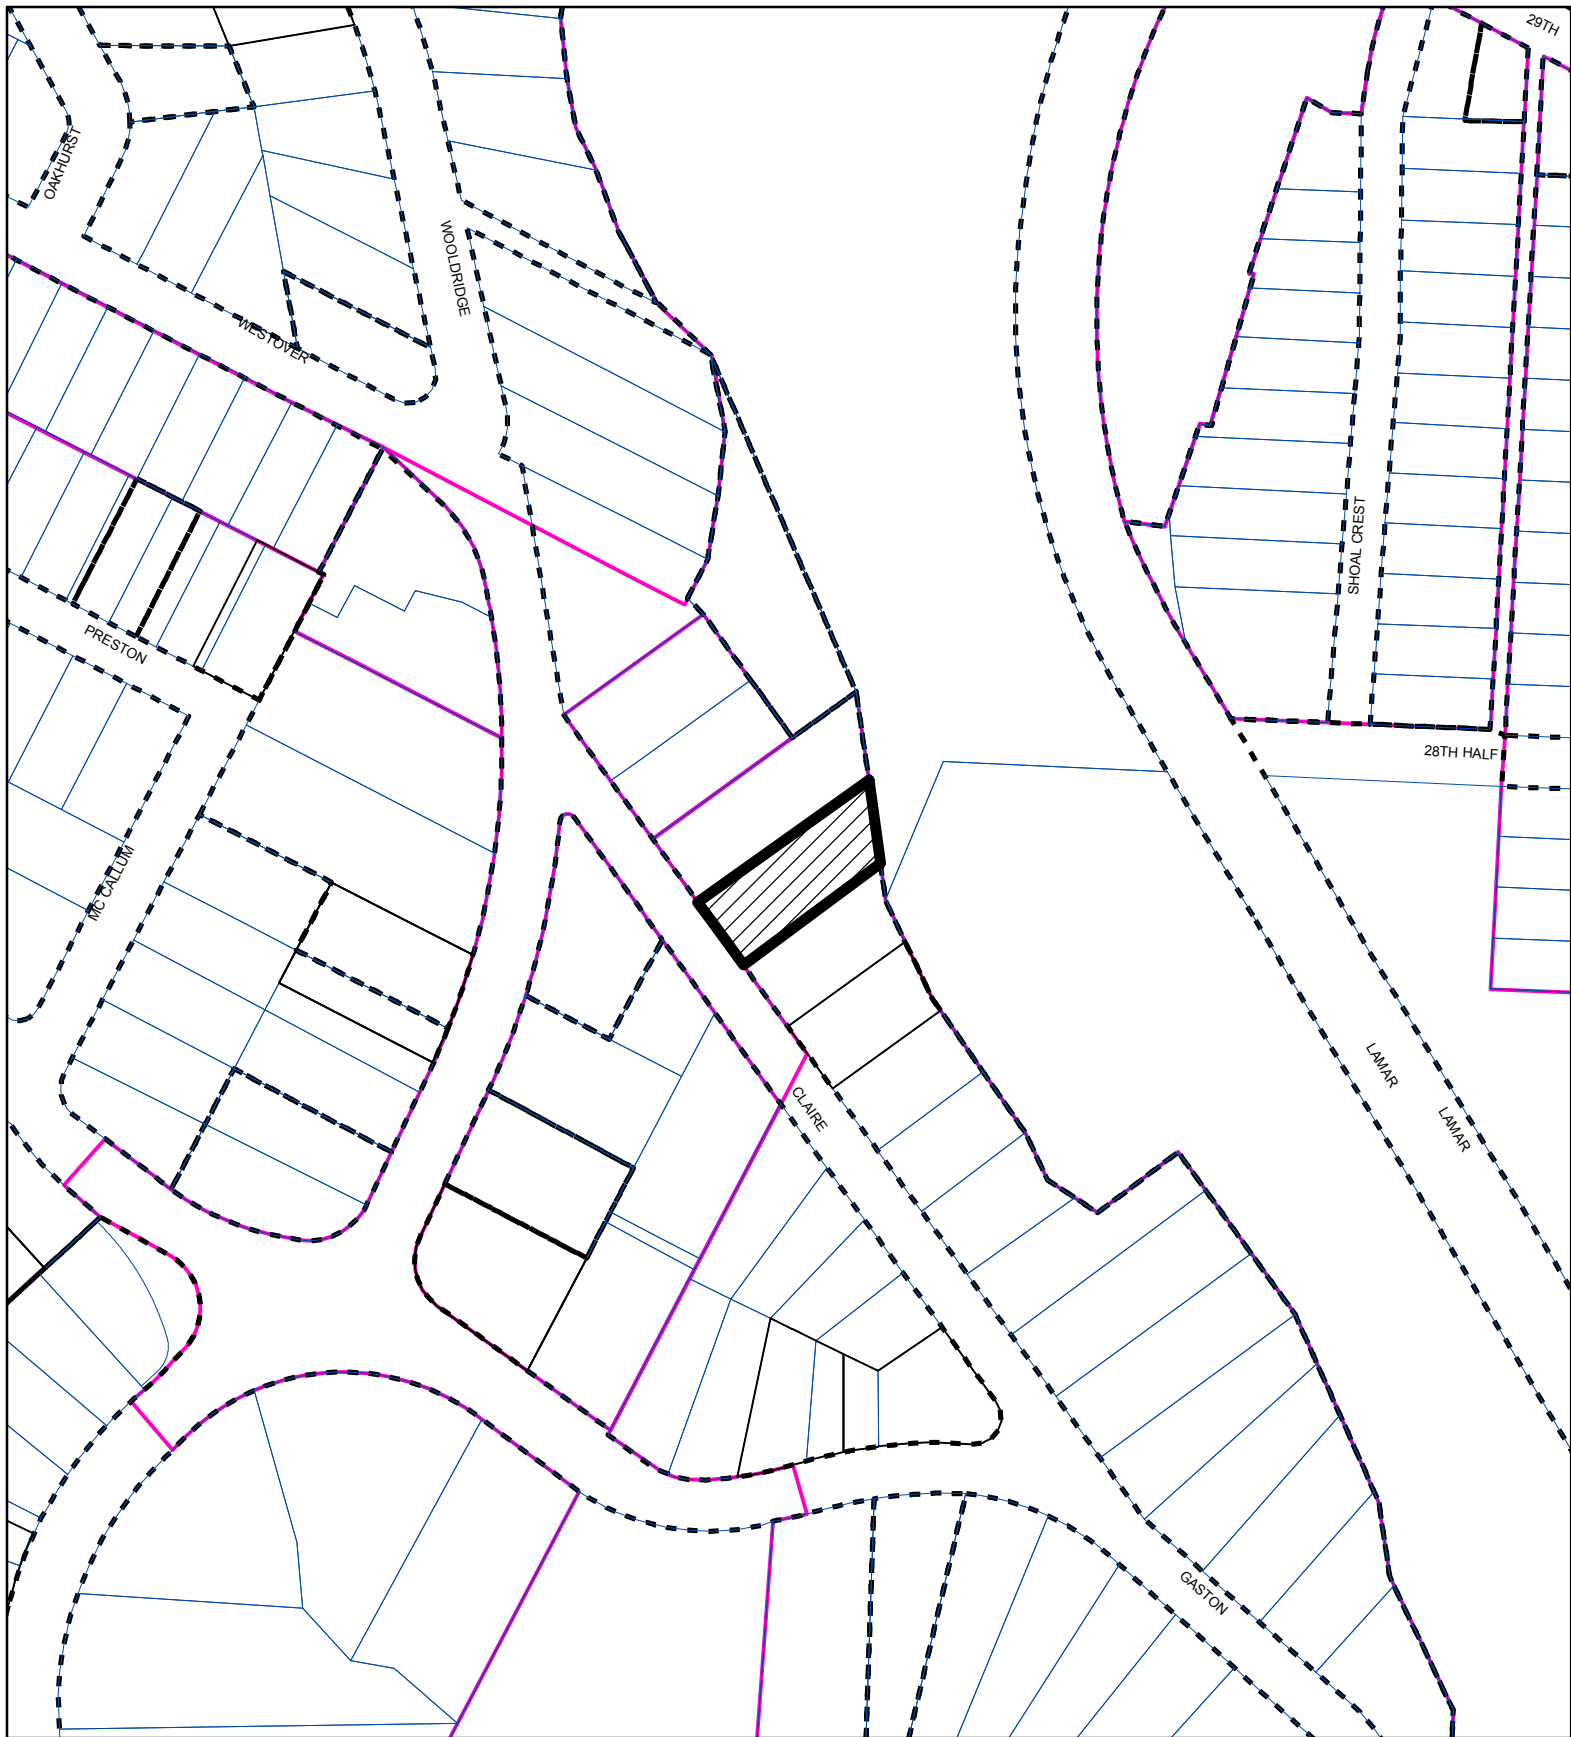 29TH
OAKHURST
WOOLDRIDGE
WESTOVER
SHOAL CREST
PRESTON
28TH HALF
MC CALLUM
LAMAR
CLAIRE
LAMAR
GASTON